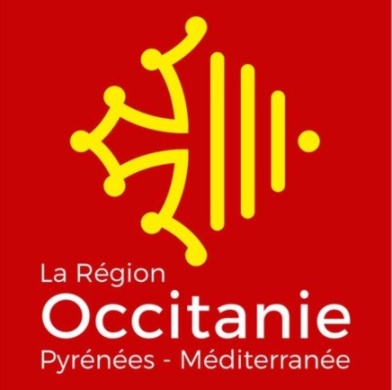 La Région
Occitanie
Pyrénées - Méditerranée